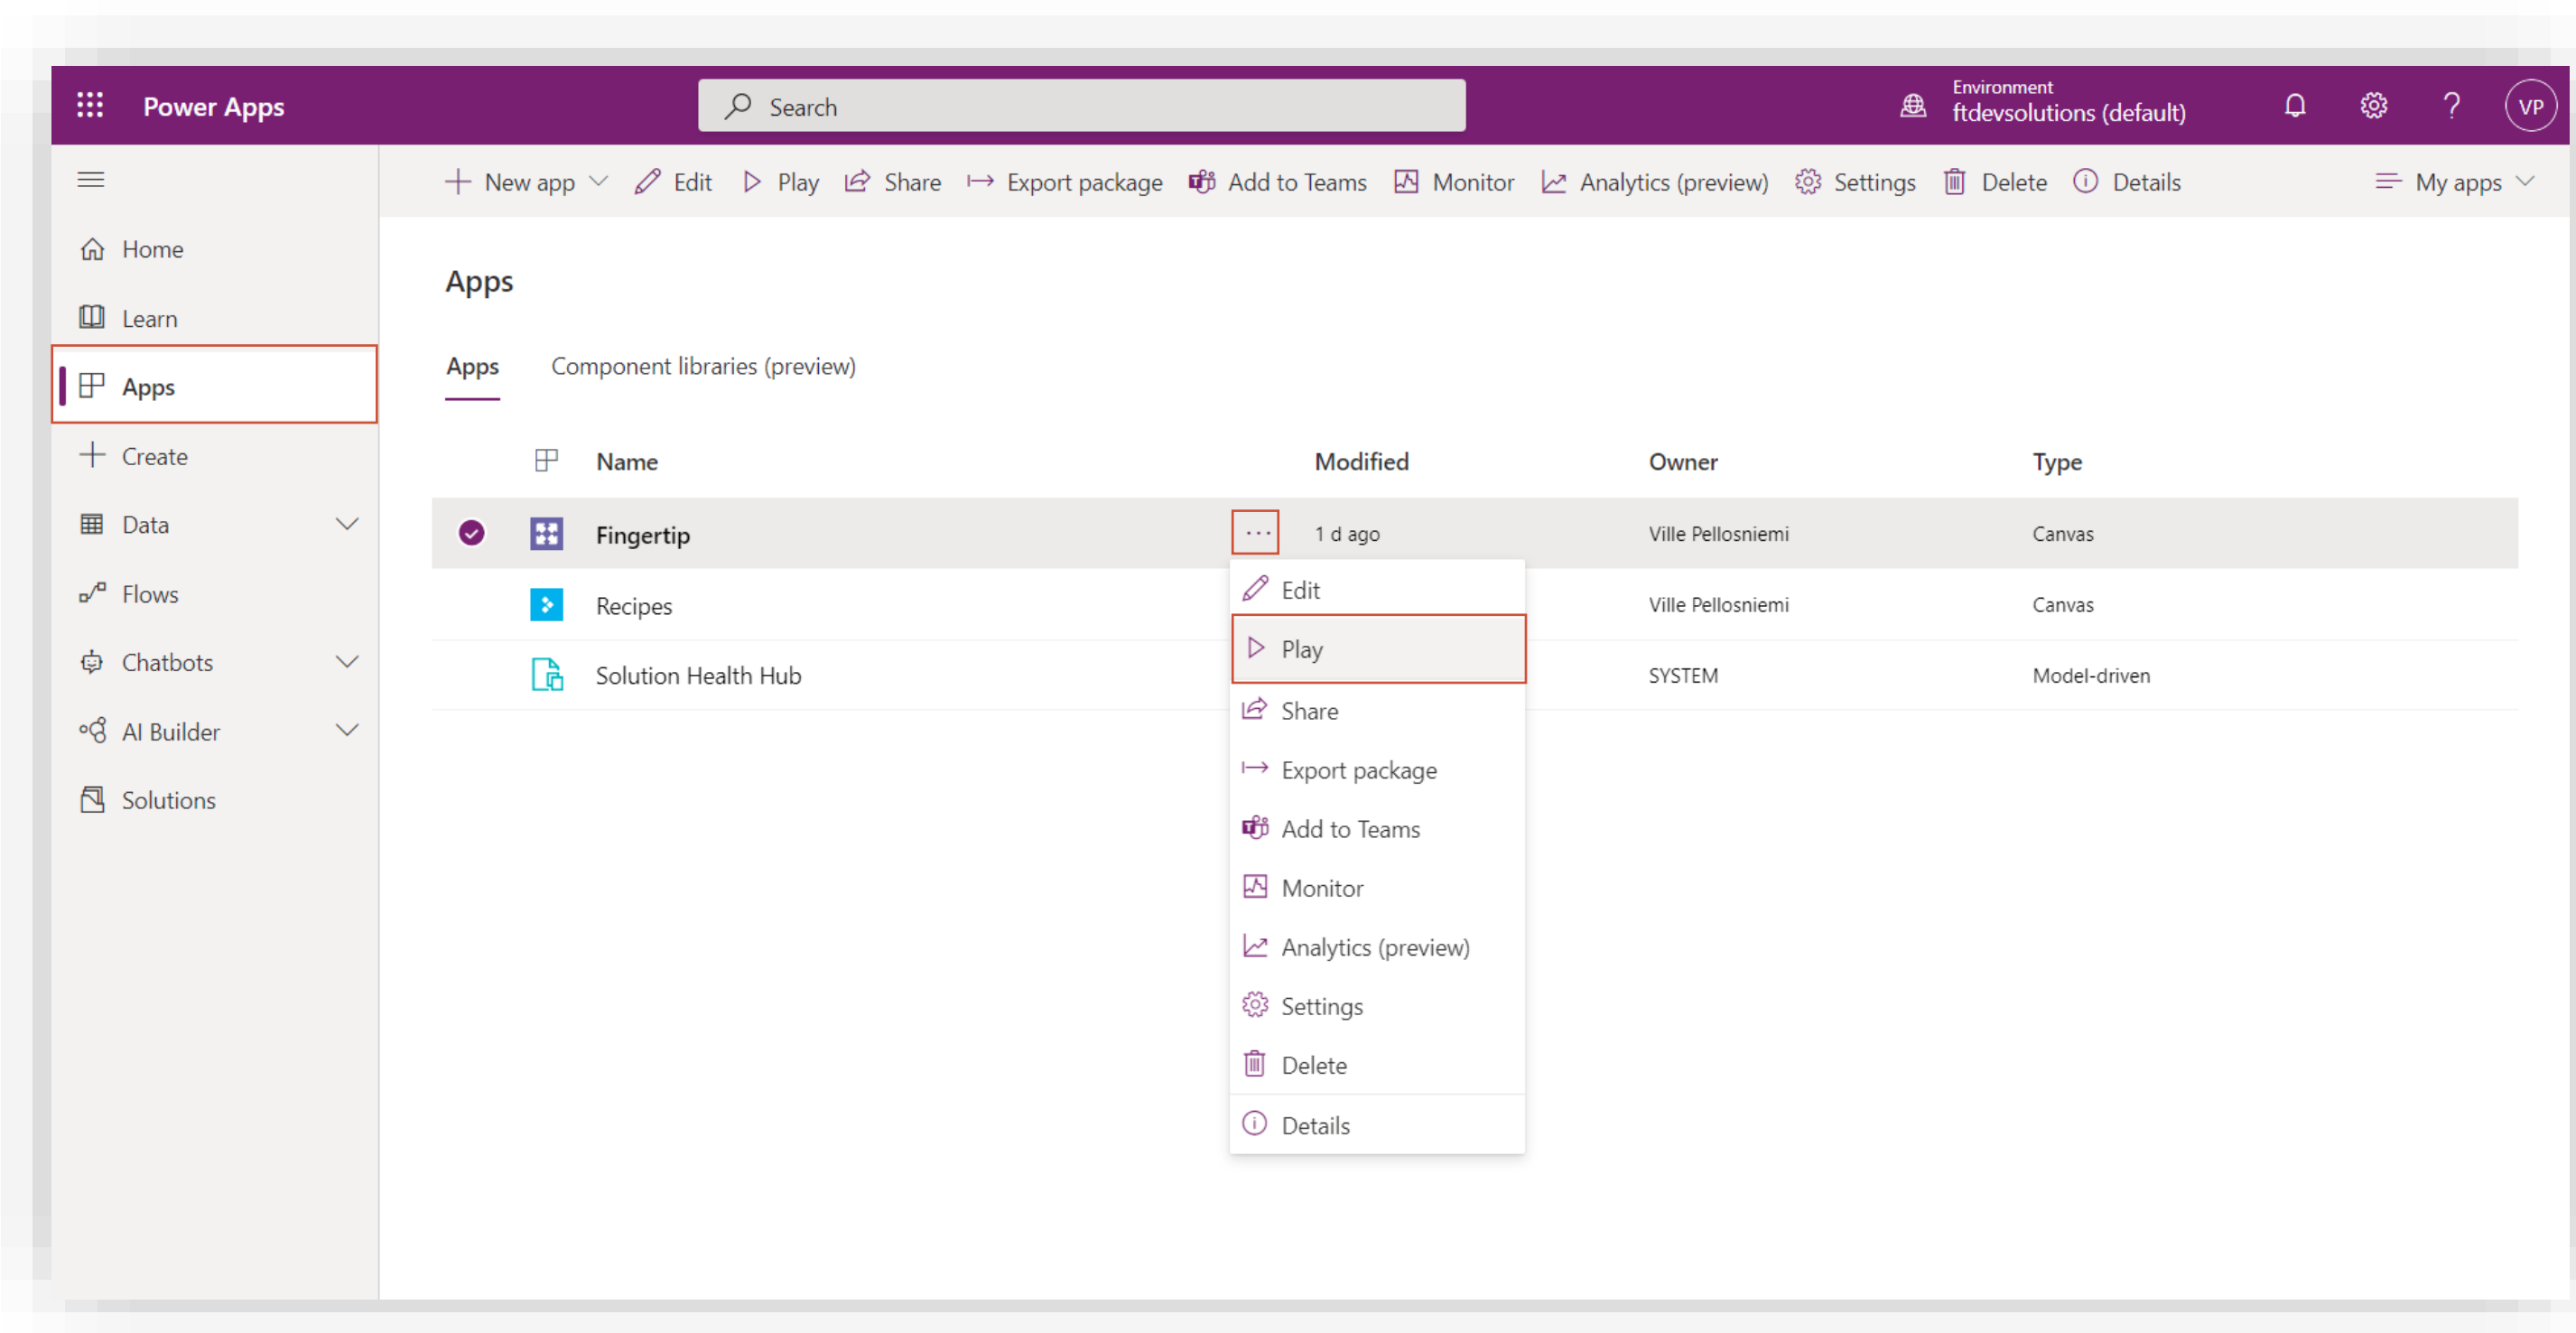 Power Apps
Search
Environment
ftdevsolutions (default)
?
VP
New app
Edit
Play
Share
Export package
Add to Teams
Monitor
Analytics (preview)
Settings
Delete
Details
My apps
Home
Learn
Apps
Create
Data
Flows
Chatbots
AI Builder
Solutions
Apps
Apps Component libraries (preview)
Name Modified Owner Type
Fingertip ... 1 d ago Ville Pellosniemi Canvas
Recipes Ville Pellosniemi Canvas
Solution Health Hub SYSTEM Model-driven
Edit
Play
Share
Export package
Add to Teams
Monitor
Analytics (preview)
Settings
Delete
Details